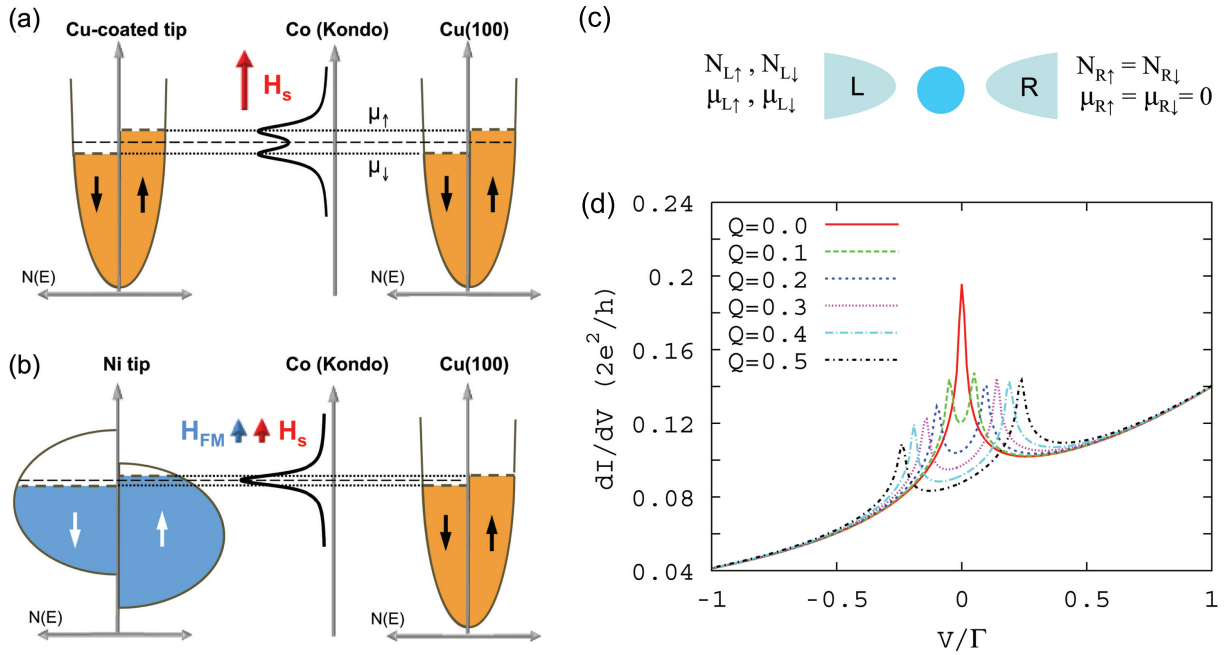 (a)
Cu-coated tip
Co (Kondo)
Cu(100)
Hs
μ↑
μ↓
N(E)
N(E)
(b)
Ni tip
Co (Kondo)
Cu(100)
HFM
Hs
N(E)
N(E)
(c)
NL↑ , NL↓
μL↑ , μL↓
L
R
NR↑ = NR↓
μR↑ = μR↓= 0
(d)
dI/dV (2e²/h)
0.24
0.2
0.16
0.12
0.08
0.04
Q=0.0
Q=0.1
Q=0.2
Q=0.3
Q=0.4
Q=0.5
-1
-0.5
0
0.5
1
V/Γ